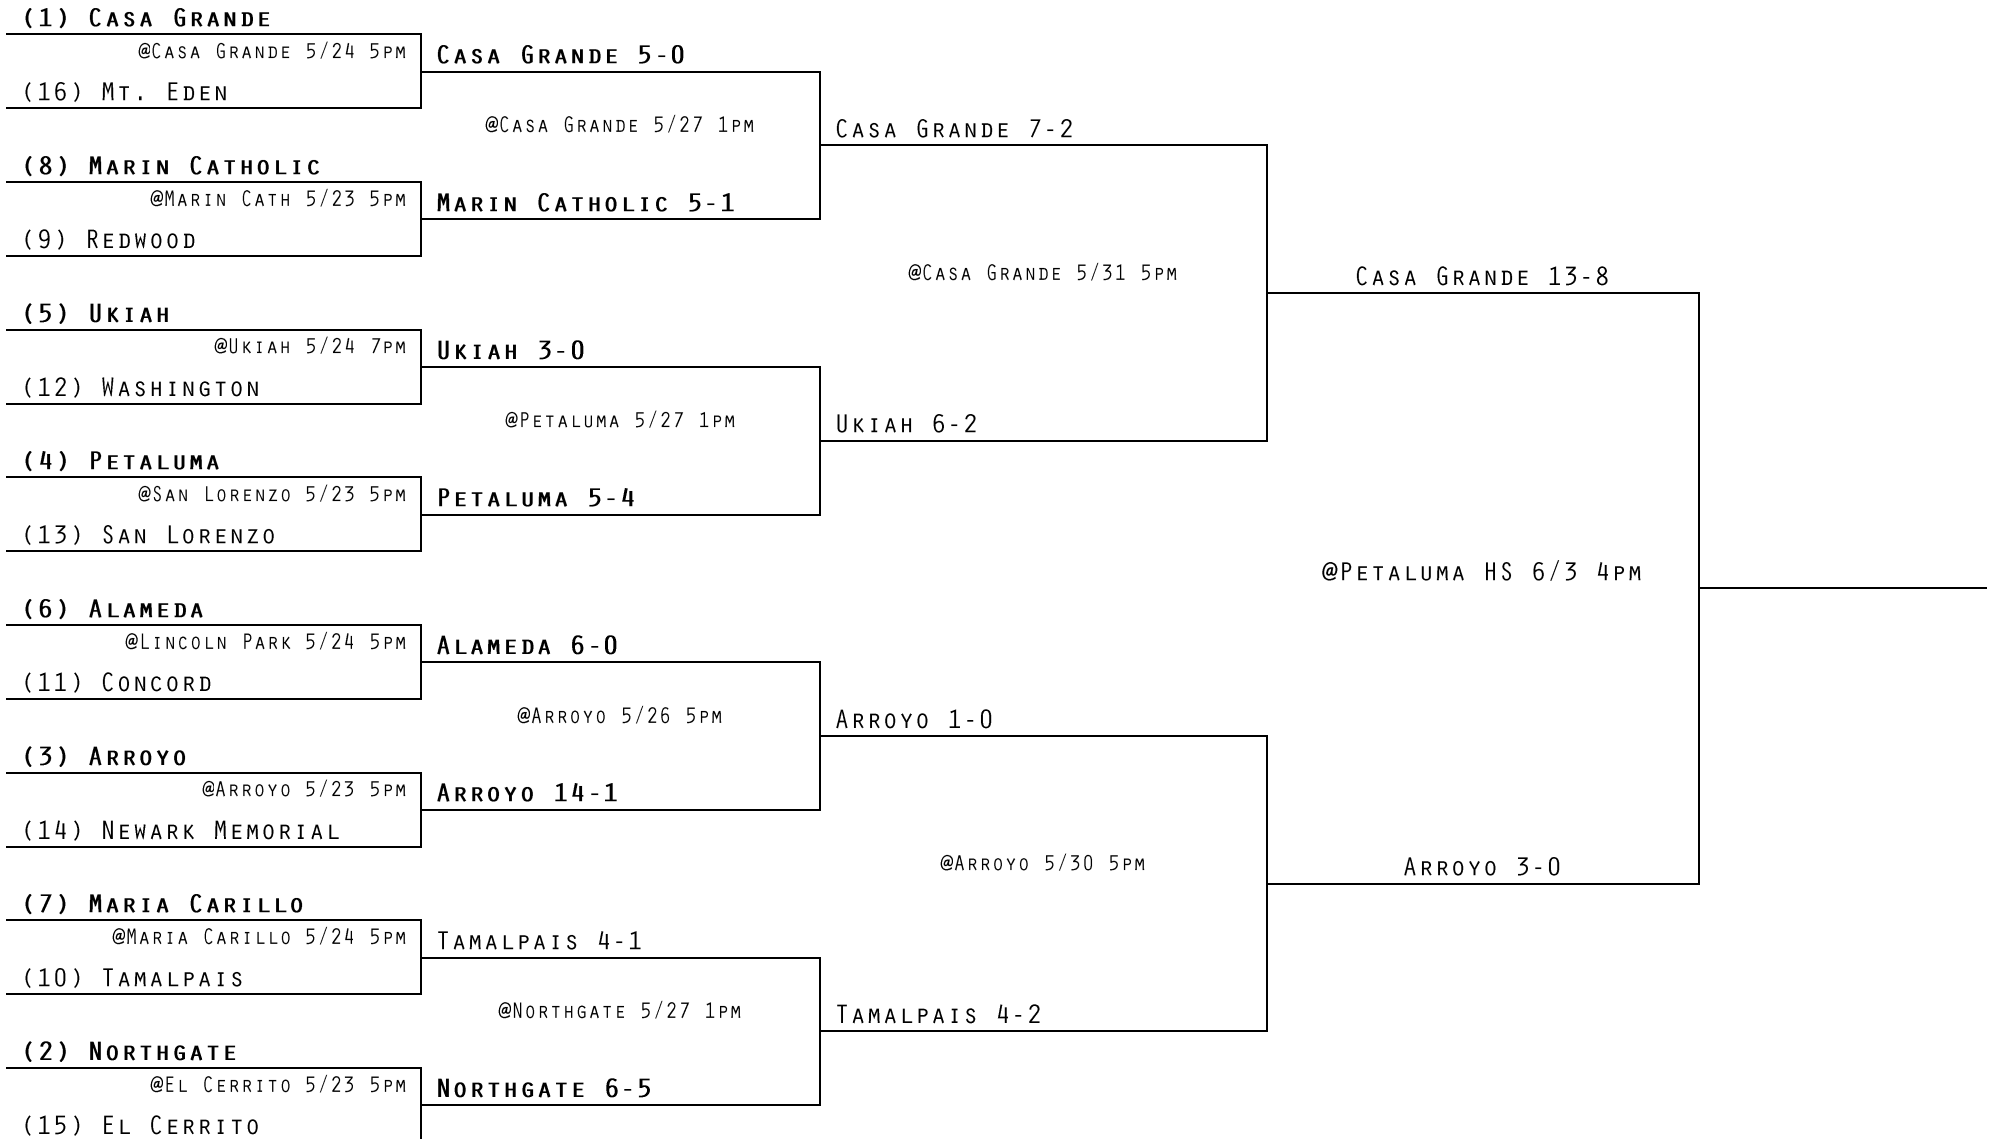 (1) Casa Grande
@Casa Grande 5/24 5pm
(16) Mt. Eden
(8) Marin Catholic
@Marin Cath 5/23 5pm
(9) Redwood
(5) Ukiah
@Ukiah 5/24 7pm
(12) Washington
(4) Petaluma
@San Lorenzo 5/23 5pm
(13) San Lorenzo
(6) Alameda
@Lincoln Park 5/24 5pm
(11) Concord
(3) Arroyo
@Arroyo 5/23 5pm
(14) Newark Memorial
(7) Maria Carillo
@Maria Carillo 5/24 5pm
(10) Tamalpais
(2) Northgate
@El Cerrito 5/23 5pm
(15) El Cerrito
Casa Grande 5-0
@Casa Grande 5/27 1pm
Marin Catholic 5-1
Ukiah 3-0
@Petaluma 5/27 1pm
Petaluma 5-4
Alameda 6-0
@Arroyo 5/26 5pm
Arroyo 14-1
Tamalpais 4-1
@Northgate 5/27 1pm
Northgate 6-5
Casa Grande 7-2
@Casa Grande 5/31 5pm
Ukiah 6-2
Arroyo 1-0
@Arroyo 5/30 5pm
Tamalpais 4-2
Casa Grande 13-8
@Petaluma HS 6/3 4pm
Arroyo 3-0